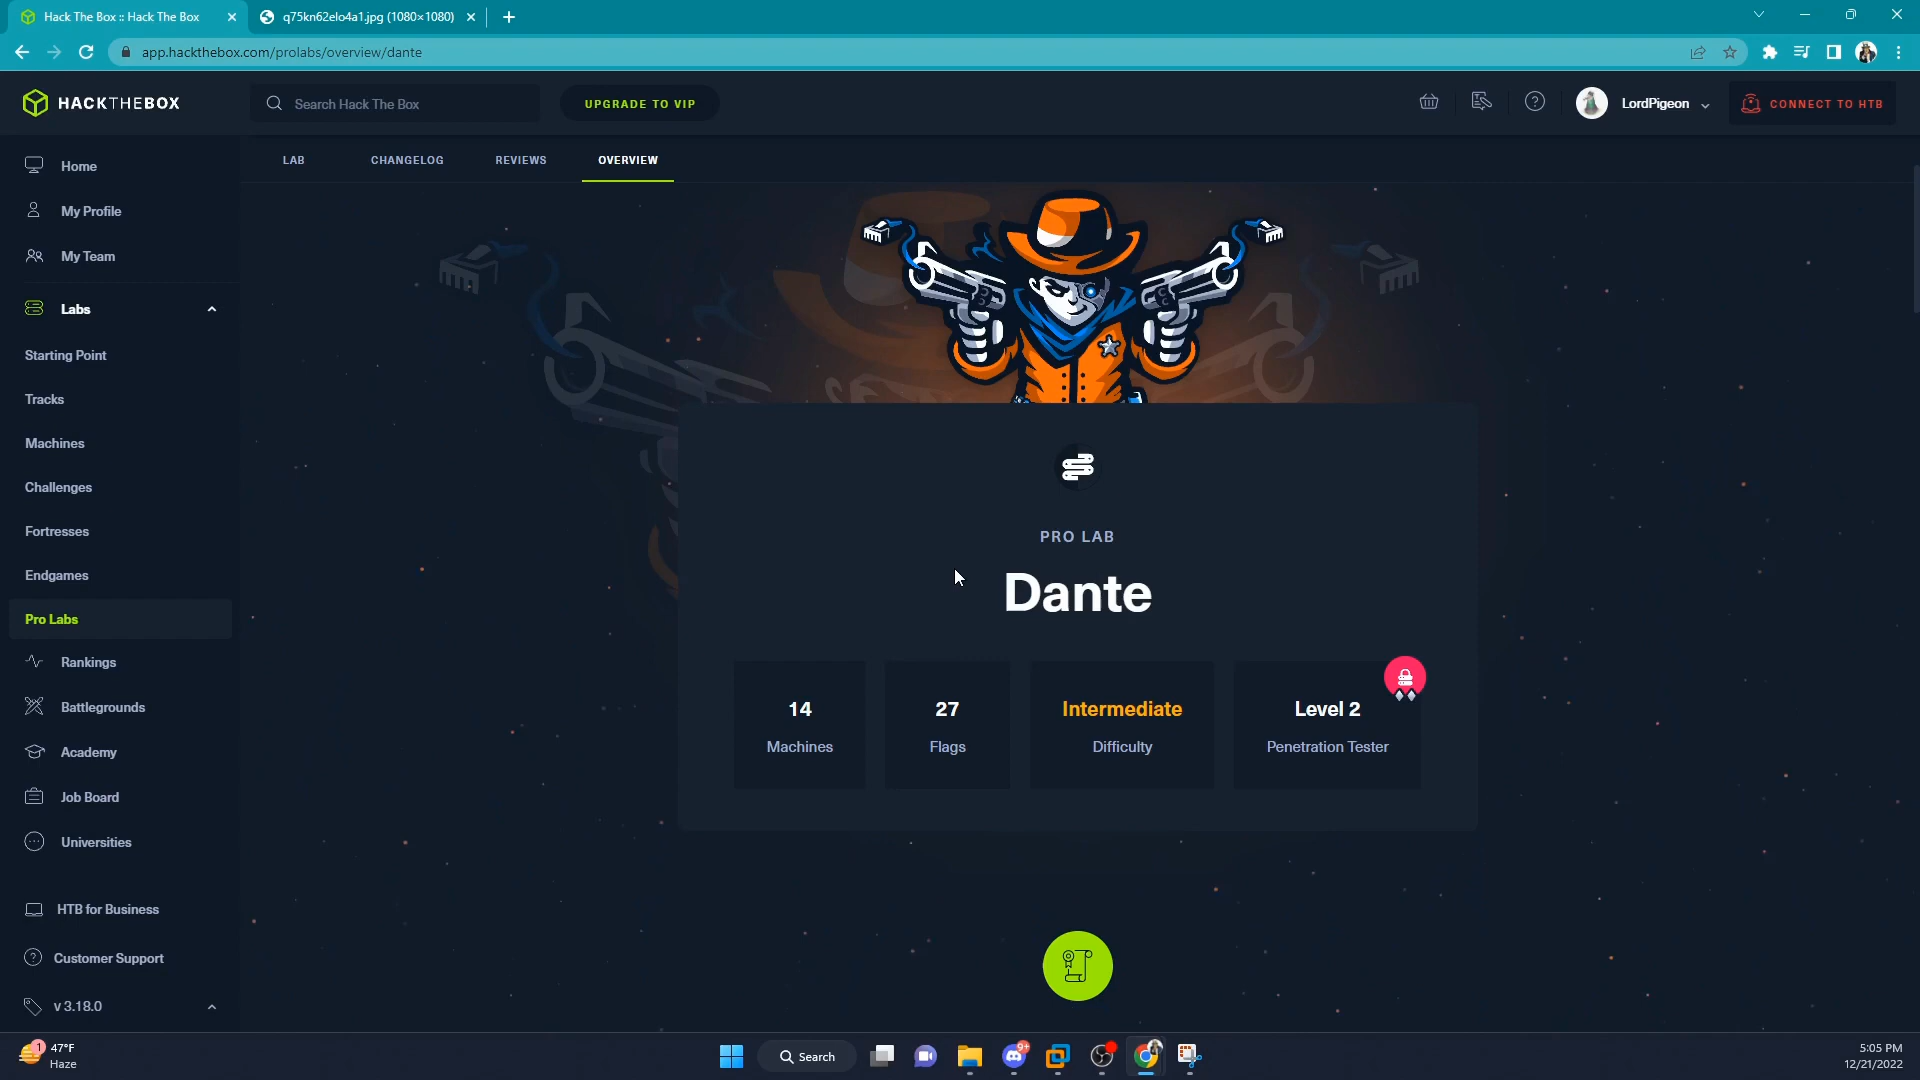 Hack The Box :: Hack The Box
q75kn62elo4a1.jpg (1080×1080)
app.hackthebox.com/prolabs/overview/dante
HACKTHEBOX
Search Hack The Box
UPGRADE TO VIP
LordPigeon
CONNECT TO HTB
LAB
CHANGELOG
REVIEWS
OVERVIEW
Home
My Profile
My Team
Labs
Starting Point
Tracks
Machines
Challenges
Fortresses
Endgames
Pro Labs
Rankings
Battlegrounds
Academy
Job Board
Universities
HTB for Business
Customer Support
v 3.18.0
PRO LAB
Dante
14
Machines
27
Flags
Intermediate
Difficulty
Level 2
Penetration Tester
1
47°F
Haze
Search
9+
5:05 PM
12/21/2022